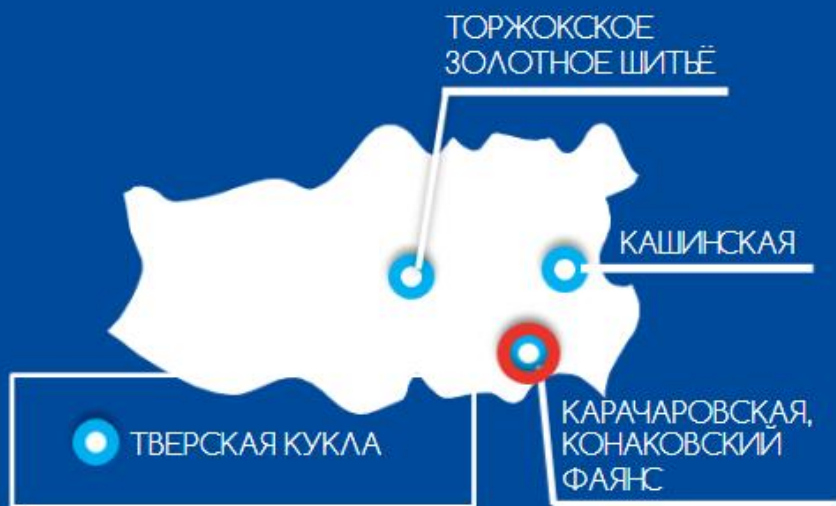 ТОРЖОКСКОЕ
ЗОЛОТНОЕ ШИТЬЁ
КАШИНСКАЯ
КАРАЧАРОВСКАЯ,
КОНАКОВСКИЙ
ФАЯНС
ТВЕРСКАЯ КУКЛА